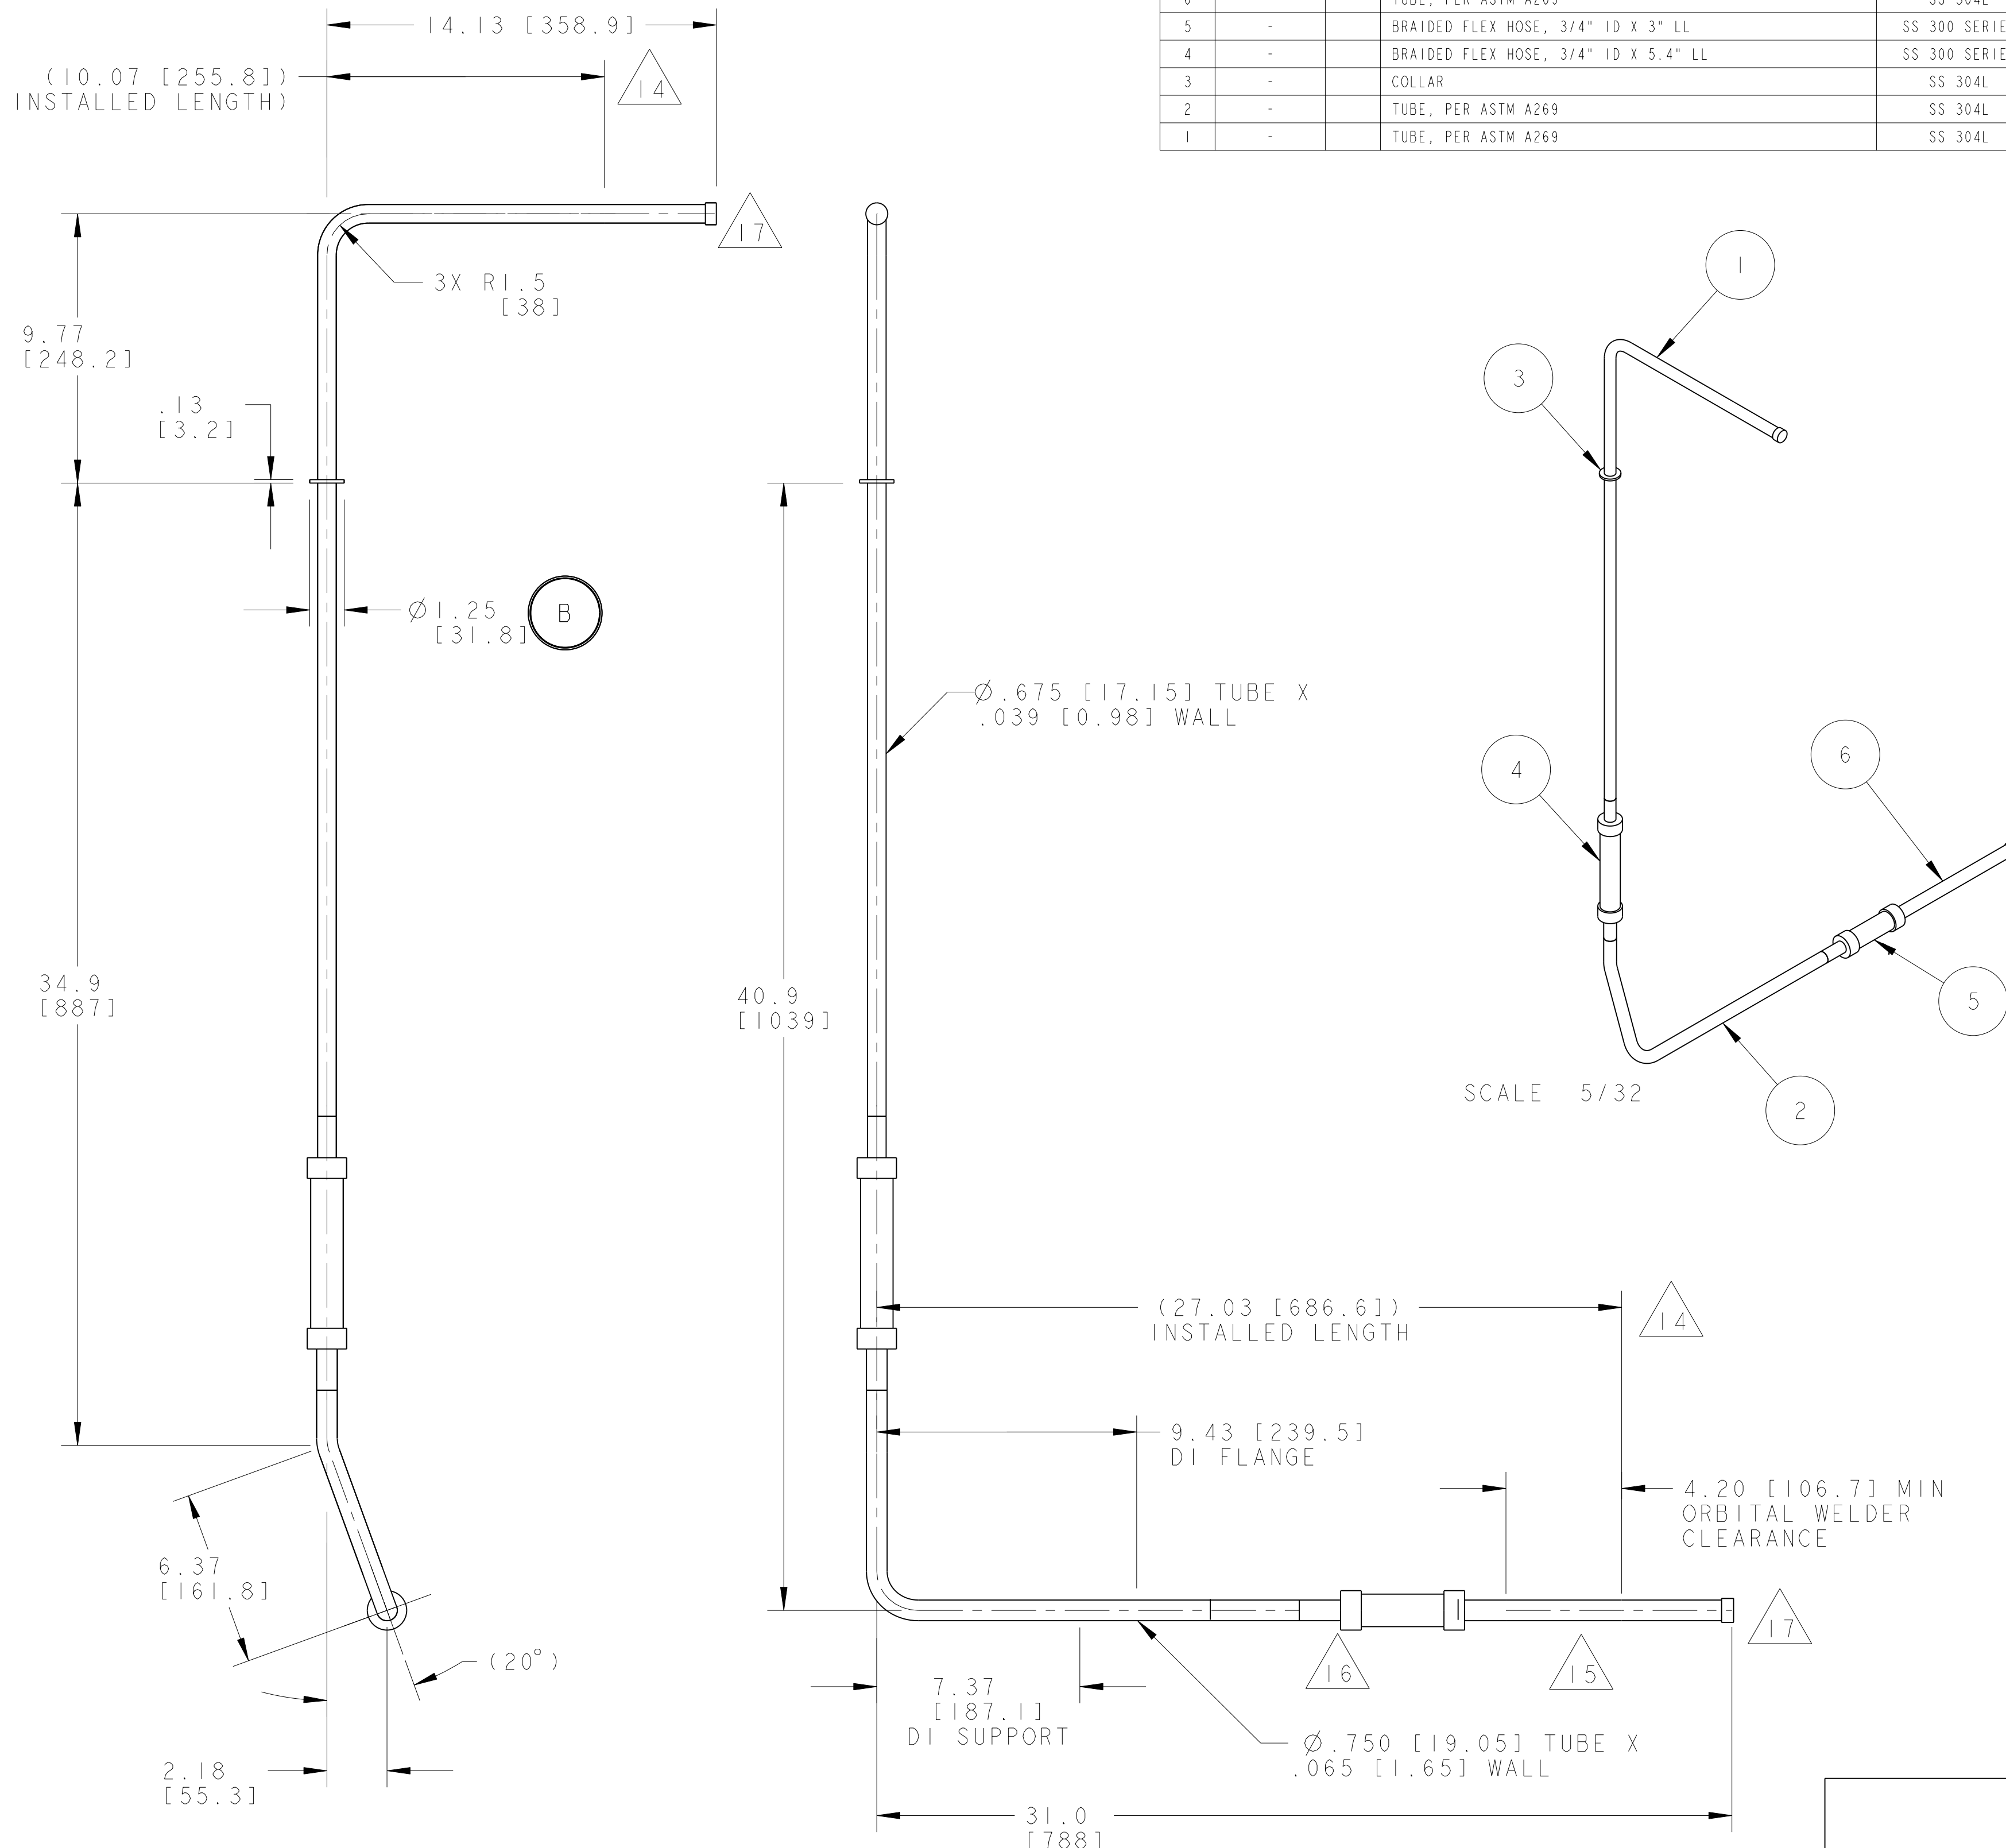 TUBE, PER ASTM A269 SS 304L
5 - BRAIDED FLEX HOSE, 3/4" ID X 3" LL SS 300 SERIE
4 - BRAIDED FLEX HOSE, 3/4" ID X 5.4" LL SS 300 SERIE
3 - COLLAR SS 304L
2 - TUBE, PER ASTM A269 SS 304L
1 - TUBE, PER ASTM A269 SS 304L
14.13 [358.9]
(10.07 [255.8])
INSTALLED LENGTH)
14
17
3X R1.5
[38]
9.77
[248.2]
.13
[3.2]
Ø1.25
[31.8]
B
34.9
[887]
6.37
[161.8]
(20°)
2.18
[55.3]
Ø.675 [17.15] TUBE X
.039 [0.98] WALL
40.9
[1039]
(27.03 [686.6])
INSTALLED LENGTH
14
9.43 [239.5]
DI FLANGE
4.20 [106.7] MIN
ORBITAL WELDER
CLEARANCE
17
16
15
7.37
[187.1]
DI SUPPORT
Ø.750 [19.05] TUBE X
.065 [1.65] WALL
31.0
[788]
1
3
4
6
5
2
SCALE 5/32